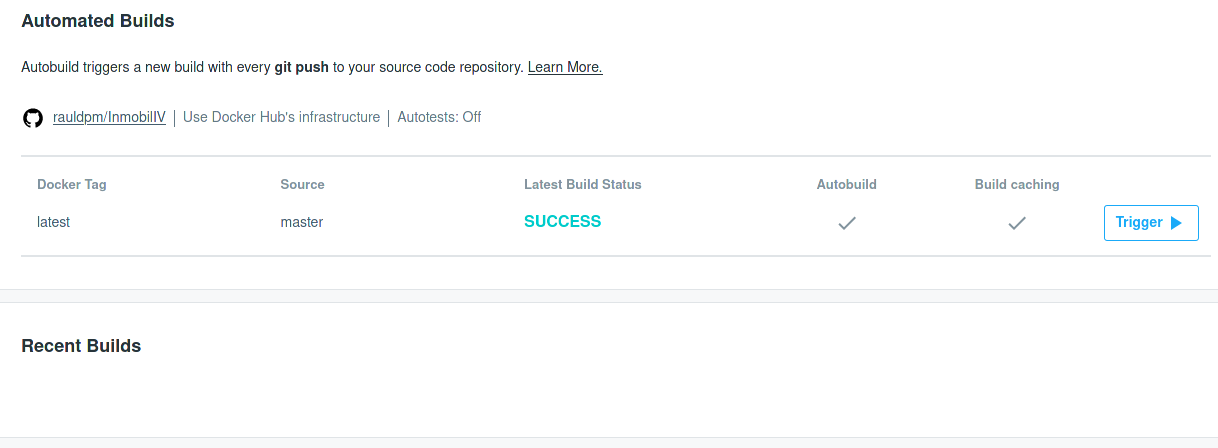 Automated Builds
Autobuild triggers a new build with every git push to your source code repository. Learn More.
rauldpm/InmobilIV | Use Docker Hub's infrastructure | Autotests: Off
Docker Tag Source Latest Build Status Autobuild Build caching
latest master SUCCESS Trigger
Recent Builds